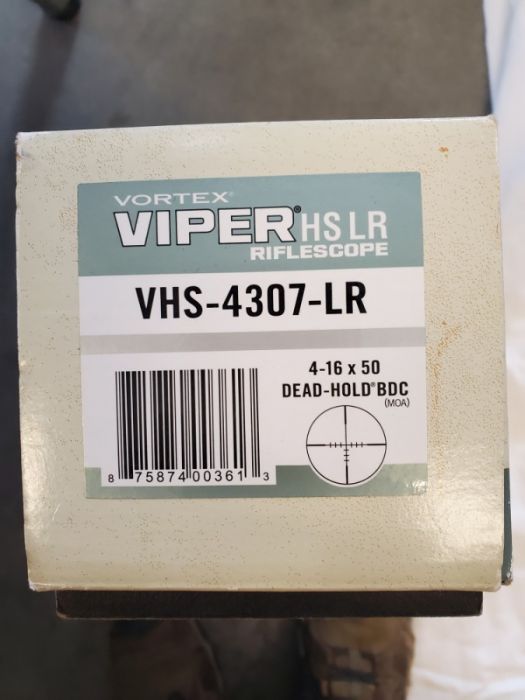 VORTEX®
VIPER® HS LR
RIFLESCOPE
VHS-4307-LR
4-16 x 50
DEAD-HOLD® BDC
(MOA)
8 75874 00361 3